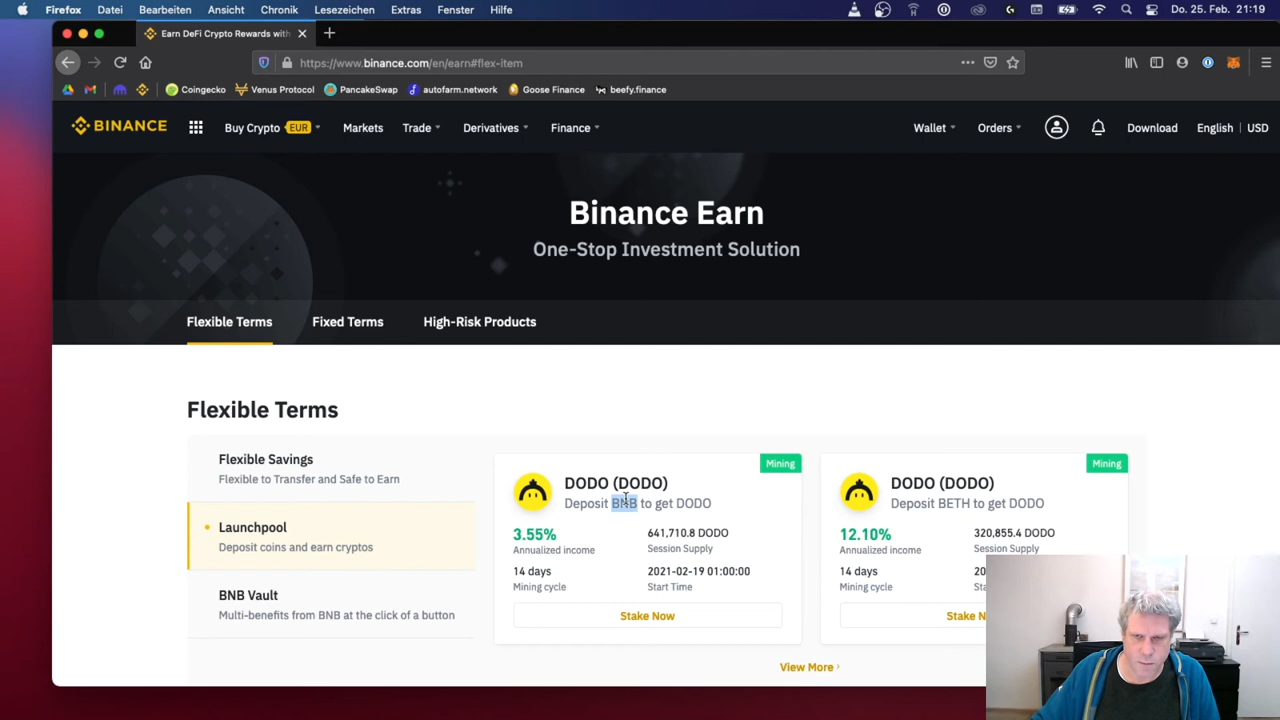 Firefox Datei Bearbeiten Ansicht Chronik Lesezeichen Extras Fenster Hilfe Do. 25. Feb. 21:19
Earn DeFi Crypto Rewards with
https://www.binance.com/en/earn#flex-item
Coingecko Venus Protocol PancakeSwap autofarm.network Goose Finance beefy.finance
BINANCE Buy Crypto EUR Markets Trade Derivatives Finance Wallet Orders Download English USD
Binance Earn
One-Stop Investment Solution
Flexible Terms Fixed Terms High-Risk Products
Flexible Terms
Flexible Savings
Flexible to Transfer and Safe to Earn
Launchpool
Deposit coins and earn cryptos
BNB Vault
Multi-benefits from BNB at the click of a button
Mining
DODO (DODO)
Deposit BNB to get DODO
3.55% 641,710.8 DODO
Annualized income Session Supply
14 days 2021-02-19 01:00:00
Mining cycle Start Time
Stake Now
Mining
DODO (DODO)
Deposit BETH to get DODO
12.10% 320,855.4 DODO
Annualized income Session Supply
14 days 20
Mining cycle Sta
Stake N
View More